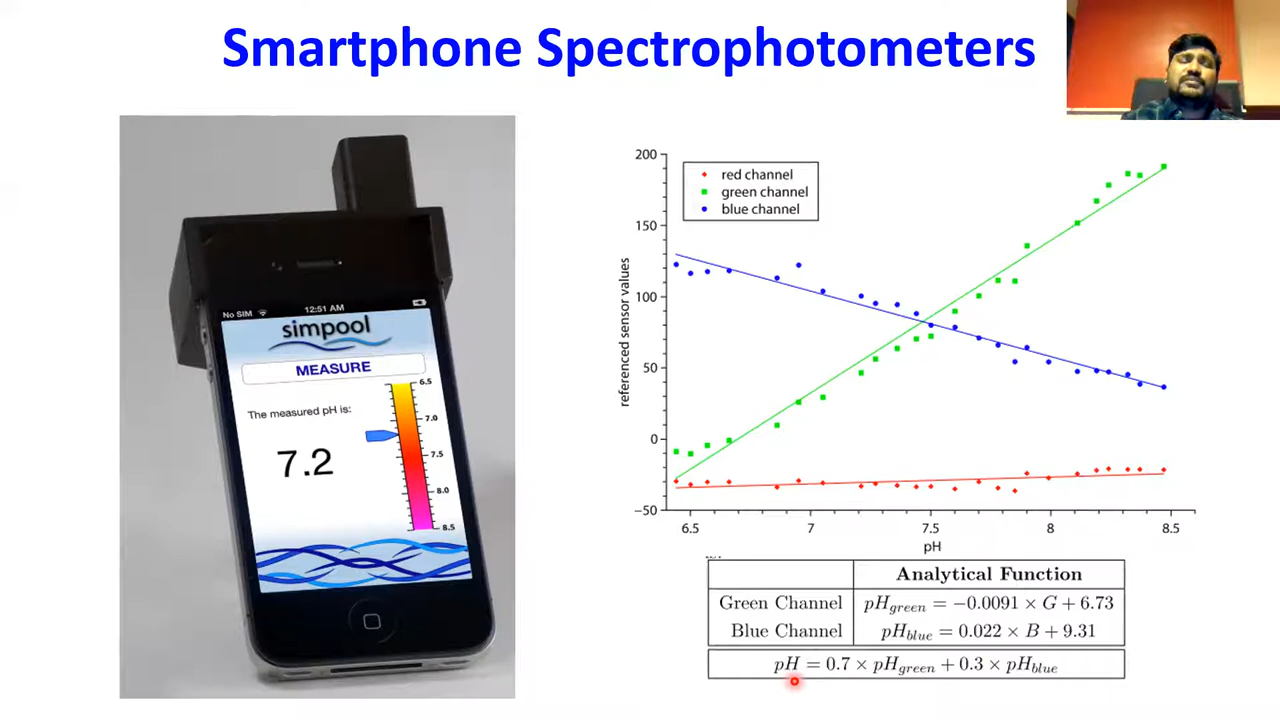 Smartphone Spectrophotometers
No SIM 12:51 AM
simpool
MEASURE
The measured pH is:
7.2
6.5
7.0
7.5
8.0
8.5
referenced sensor values
200
150
100
50
0
−50
red channel
green channel
blue channel
6.5 7 7.5 8 8.5
pH
Analytical Function
Green Channel pH_green = −0.0091 × G + 6.73
Blue Channel pH_blue = 0.022 × B + 9.31
pH = 0.7 × pH_green + 0.3 × pH_blue